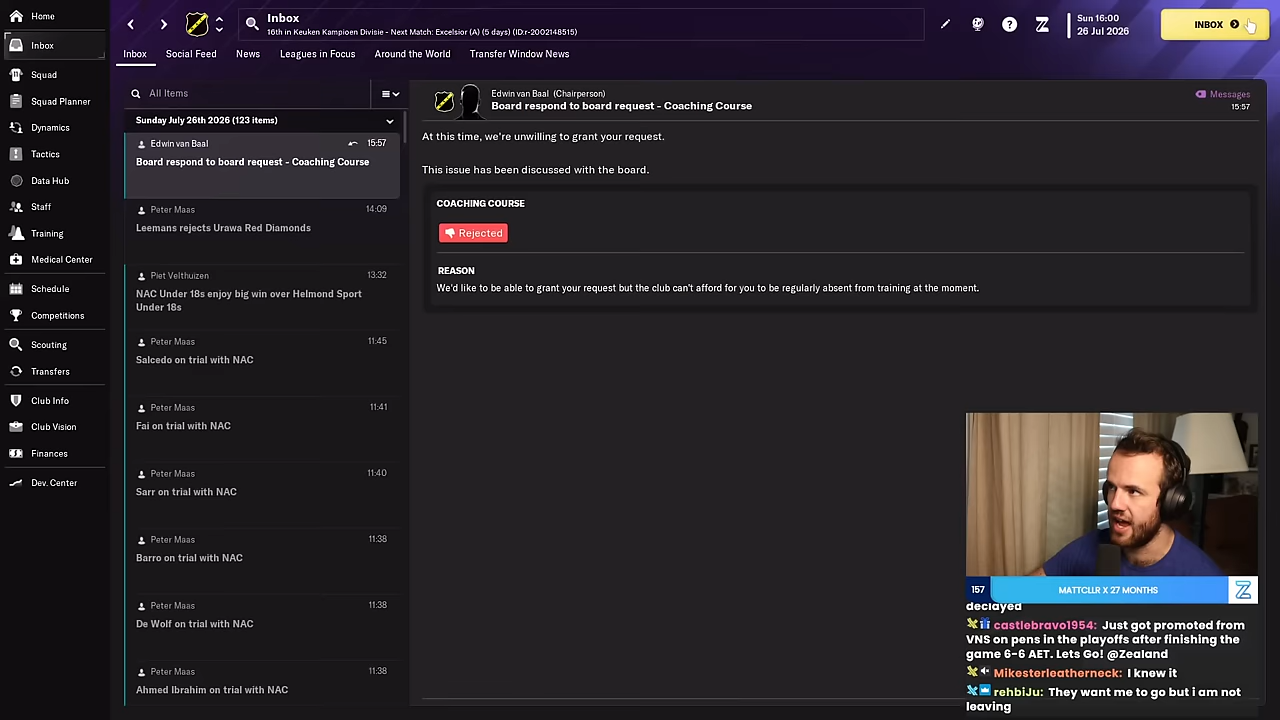 Home
Inbox
Squad
Squad Planner
Dynamics
Tactics
Data Hub
Staff
Training
Medical Center
Schedule
Competitions
Scouting
Transfers
Club Info
Club Vision
Finances
Dev. Center
Inbox
16th in Keuken Kampioen Divisie - Next Match: Excelsior (A) (5 days) (ID:r-2002148515)
Sun 16:00
26 Jul 2026
INBOX
Inbox
Social Feed
News
Leagues in Focus
Around the World
Transfer Window News
All Items
Sunday July 26th 2026 (123 items)
Edwin van Baal
15:57
Board respond to board request - Coaching Course
Peter Maas
14:09
Leemans rejects Urawa Red Diamonds
Piet Velthuizen
13:32
NAC Under 18s enjoy big win over Helmond Sport
Under 18s
Peter Maas
11:45
Salcedo on trial with NAC
Peter Maas
11:41
Fai on trial with NAC
Peter Maas
11:40
Sarr on trial with NAC
Peter Maas
11:38
Barro on trial with NAC
Peter Maas
11:38
De Wolf on trial with NAC
Peter Maas
11:38
Ahmed Ibrahim on trial with NAC
Edwin van Baal (Chairperson)
Board respond to board request - Coaching Course
Messages
15:57
At this time, we're unwilling to grant your request.
This issue has been discussed with the board.
COACHING COURSE
Rejected
REASON
We'd like to be able to grant your request but the club can't afford for you to be regularly absent from training at the moment.
157
MATTCLLR X 27 MONTHS
Z
declayed
castlebravo1954: Just got promoted from
VNS on pens in the playoffs after finishing the
game 6-6 AET. Lets Go! @Zealand
Mikesterleatherneck: I knew it
rehbiJu: They want me to go but i am not
leaving